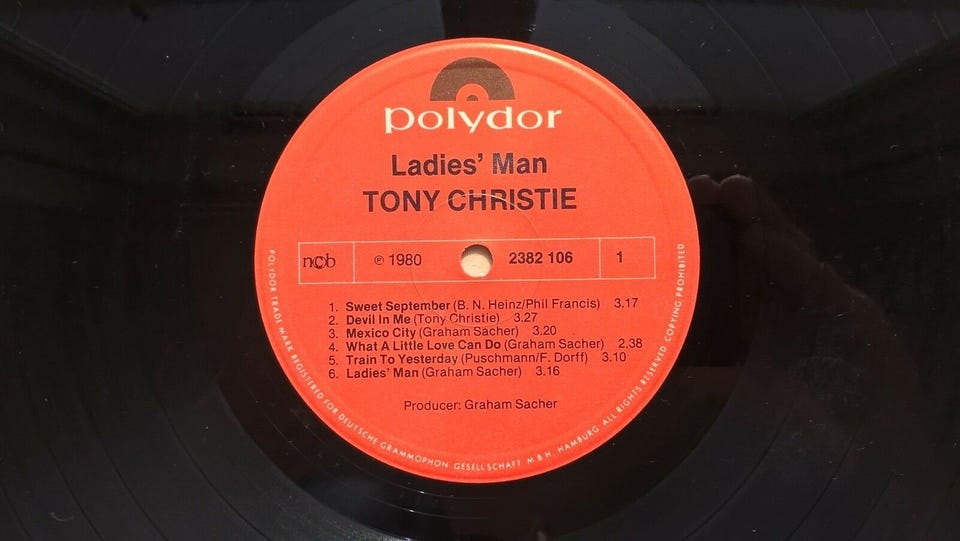 polydor
Ladies' Man
TONY CHRISTIE
ncb ℗ 1980 2382 106 1
1. Sweet September (B. N. Heinz/Phil Francis) 3.17
2. Devil In Me (Tony Christie) 3.27
3. Mexico City (Graham Sacher) 3.20
4. What A Little Love Can Do (Graham Sacher) 2.38
5. Train To Yesterday (Puschmann/F. Dorff) 3.10
6. Ladies' Man (Graham Sacher) 3.16
Producer: Graham Sacher
POLYDOR TRADE MARK REGISTERED FOR DEUTSCHE GRAMMOPHON GESELLSCHAFT M B H. HAMBURG ALL RIGHTS RESERVED COPYING PROHIBITED